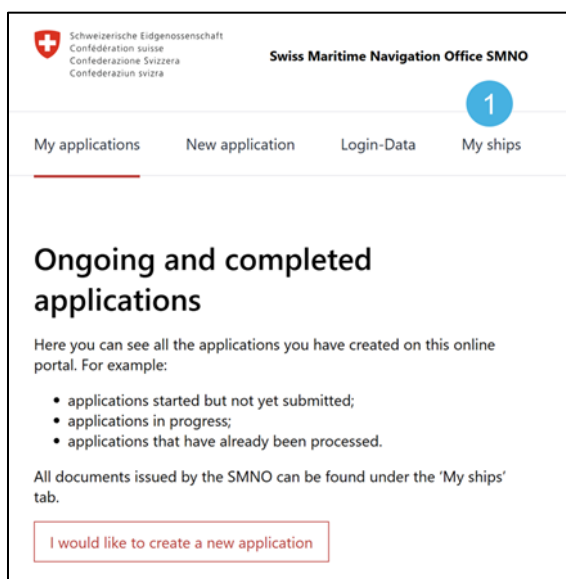 Schweizerische Eidgenossenschaft
Confédération suisse
Confederazione Svizzera
Confederaziun svizra
Swiss Maritime Navigation Office SMNO
1
My applications New application Login-Data My ships
Ongoing and completed
applications
Here you can see all the applications you have created on this online
portal. For example:
• applications started but not yet submitted;
• applications in progress;
• applications that have already been processed.
All documents issued by the SMNO can be found under the ‘My ships’
tab.
I would like to create a new application